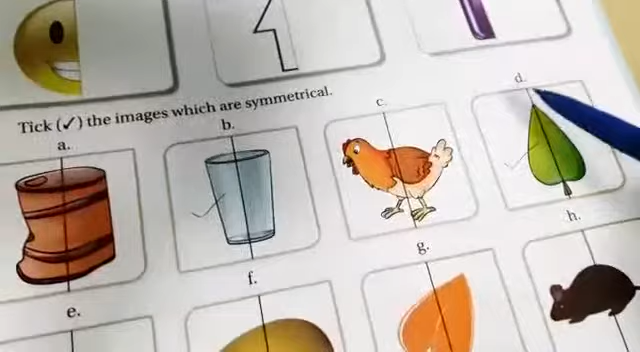 Tick (✓) the images which are symmetrical.
a. b. c. d.
e. f. g. h.